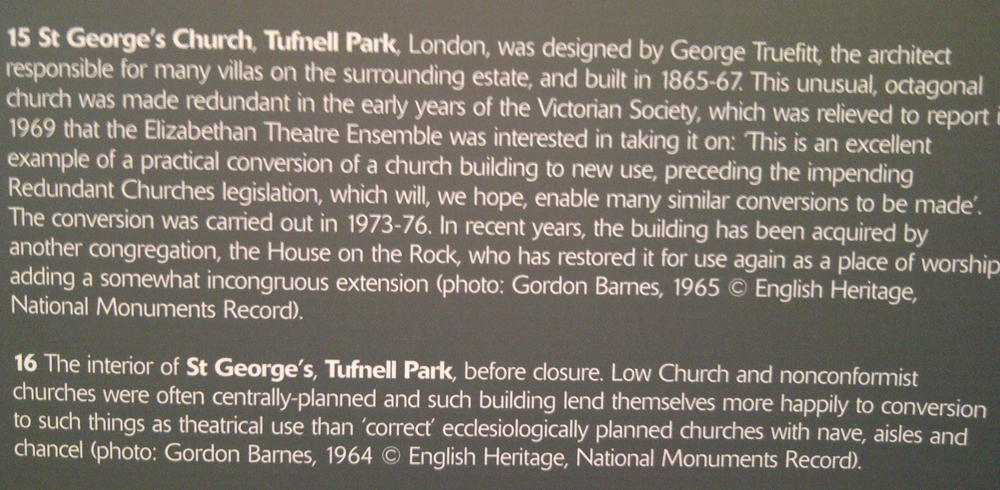 15 St George's Church, Tufnell Park, London, was designed by George Truefitt, the architect
responsible for many villas on the surrounding estate, and built in 1865-67. This unusual, octagonal
church was made redundant in the early years of the Victorian Society, which was relieved to report i
1969 that the Elizabethan Theatre Ensemble was interested in taking it on: 'This is an excellent
example of a practical conversion of a church building to new use, preceding the impending
Redundant Churches legislation, which will, we hope, enable many similar conversions to be made'.
The conversion was carried out in 1973-76. In recent years, the building has been acquired by
another congregation, the House on the Rock, who has restored it for use again as a place of worship
adding a somewhat incongruous extension (photo: Gordon Barnes, 1965 © English Heritage,
National Monuments Record).
16 The interior of St George's, Tufnell Park, before closure. Low Church and nonconformist
churches were often centrally-planned and such building lend themselves more happily to conversion
to such things as theatrical use than 'correct' ecclesiologically planned churches with nave, aisles and
chancel (photo: Gordon Barnes, 1964 © English Heritage, National Monuments Record).